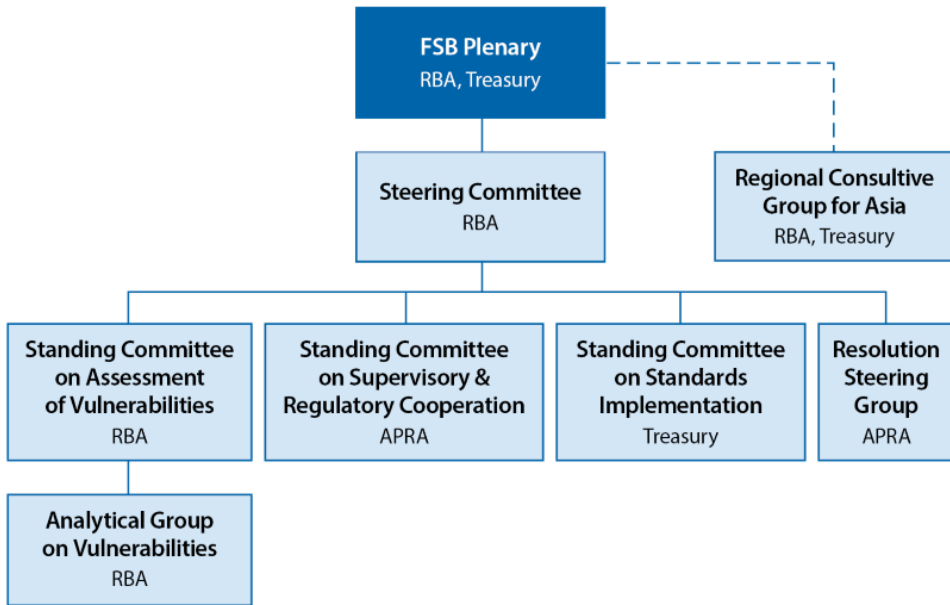 FSB Plenary
RBA, Treasury
Steering Committee
RBA
Regional Consultive
Group for Asia
RBA, Treasury
Standing Committee
on Assessment
of Vulnerabilities
RBA
Standing Committee
on Supervisory &
Regulatory Cooperation
APRA
Standing Committee
on Standards
Implementation
Treasury
Resolution
Steering
Group
APRA
Analytical Group
on Vulnerabilities
RBA